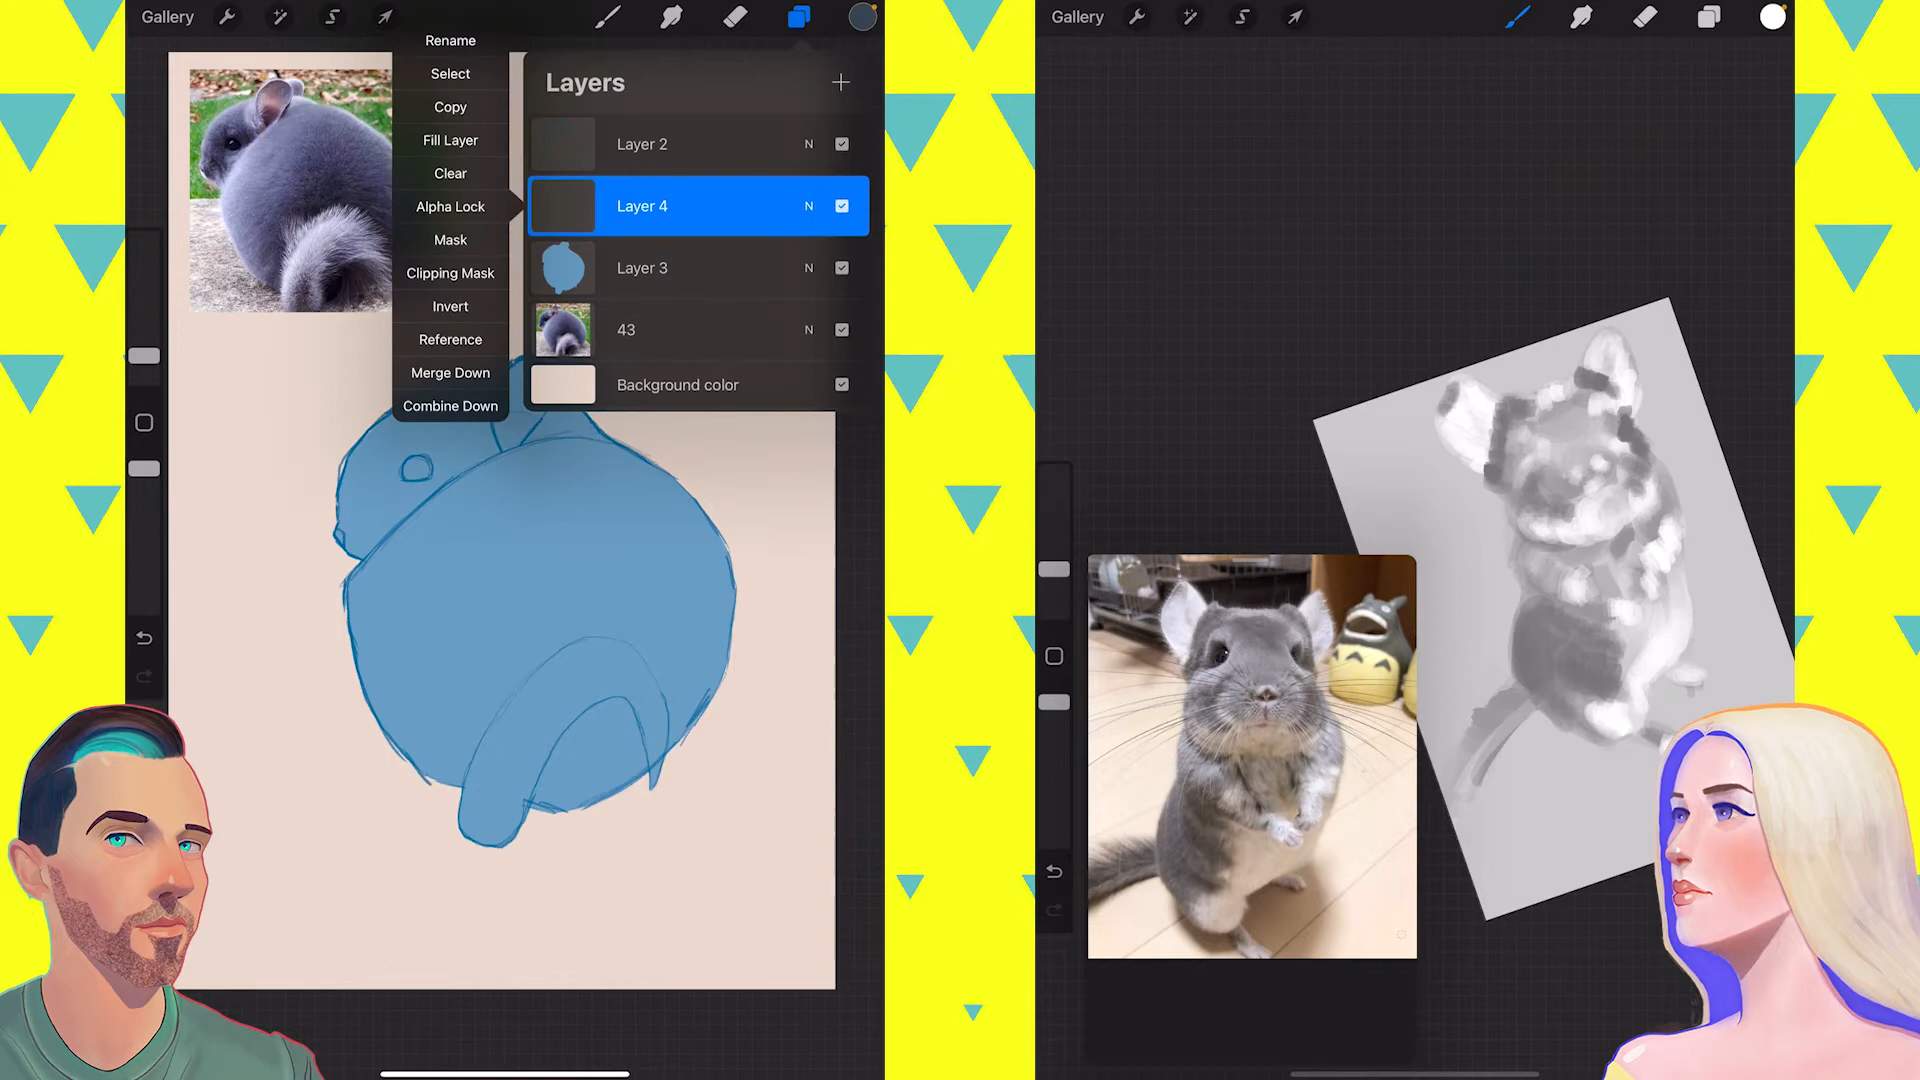 Gallery
Rename
Select
Copy
Fill Layer
Clear
Alpha Lock
Mask
Clipping Mask
Invert
Reference
Merge Down
Combine Down
Layers
Layer 2 N
Layer 4 N
Layer 3 N
43 N
Background color
Gallery